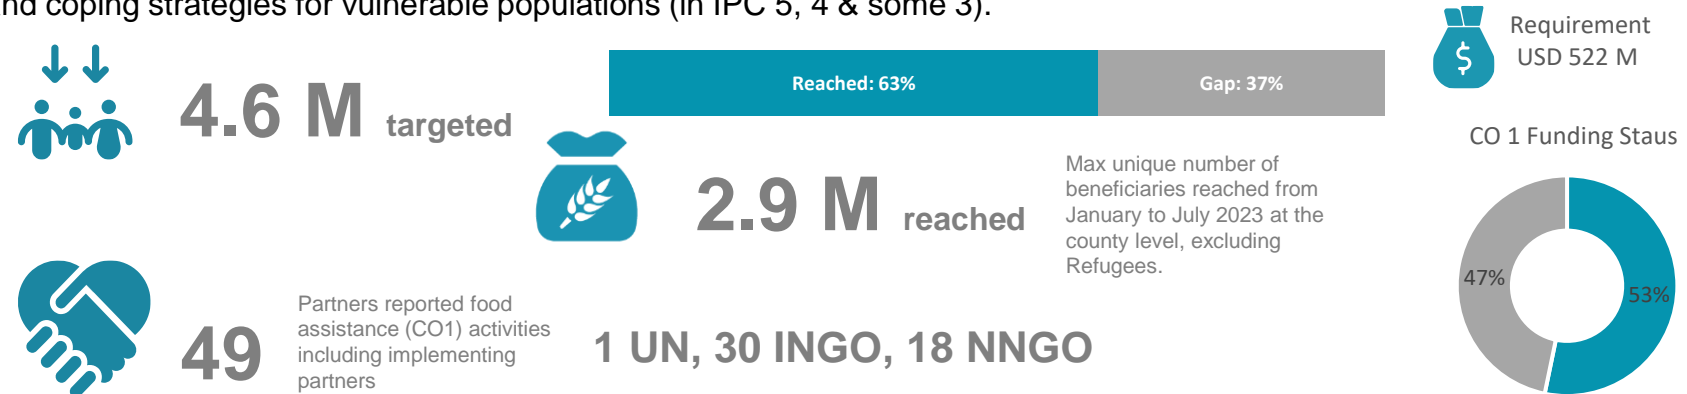 and coping strategies for vulnerable populations (in IPC 5, 4 & some 3).
4.6 M targeted
Reached: 63%
Gap: 37%
Requirement
USD 522 M
2.9 M reached
Max unique number of
beneficiaries reached from
January to July 2023 at the
county level, excluding
Refugees.
CO 1 Funding Staus
47%
53%
49
Partners reported food
assistance (CO1) activities
including implementing
partners
1 UN, 30 INGO, 18 NNGO
$